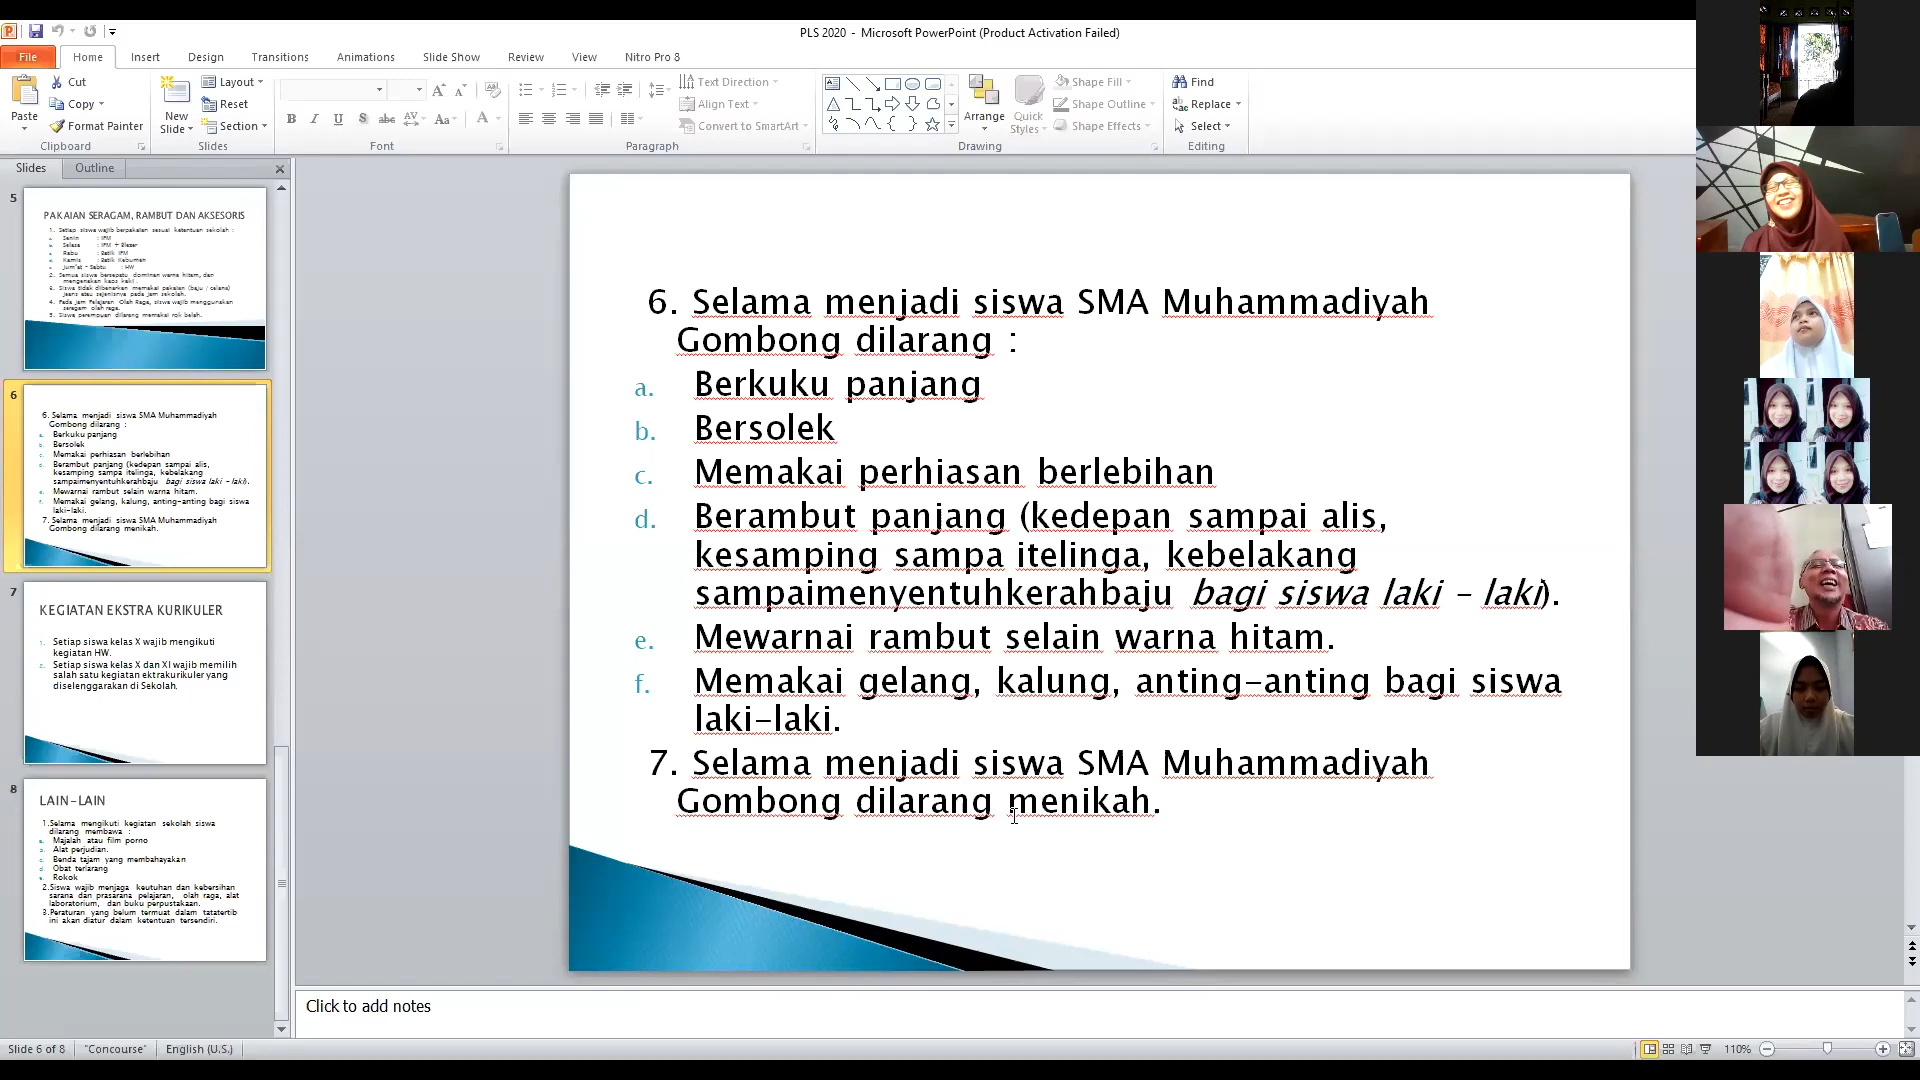 PLS 2020 - Microsoft PowerPoint (Product Activation Failed)
File Home Insert Design Transitions Animations Slide Show Review View Nitro Pro 8
Paste
Cut
Copy
Format Painter
Clipboard
New Slide
Layout
Reset
Section
Slides
B I U S abc AV Aa A
Font
Text Direction
Align Text
Convert to SmartArt
Paragraph
Arrange
Quick Styles
Shape Fill
Shape Outline
Shape Effects
Drawing
Find
Replace
Select
Editing
Slides Outline
5
PAKAIAN SERAGAM, RAMBUT DAN AKSESORIS
1. Setiap siswa wajib berpakaian sesuai ketentuan sekolah :
Senin : IPM
Selasa : IPM + Blezer
Rabu : Batik IPM
Kamis : Batik Kebumen
Jum'at - Sabtu : HW
2. Semua siswa bersepatu dominan warna hitam, dan
mengenakan kaos kaki .
3. Siswa tidak dibenarkan memakai pakaian (baju / celana)
jeans atau sejenisnya pada jam sekolah.
4. Pada jam Pelajaran Olah Raga, siswa wajib menggunakan
seragam olah raga.
5. Siswa perempuan dilarang memakai rok belah.
6
6. Selama menjadi siswa SMA Muhammadiyah
Gombong dilarang :
a. Berkuku panjang
b. Bersolek
c. Memakai perhiasan berlebihan
d. Berambut panjang (kedepan sampai alis,
kesamping sampa itelinga, kebelakang
sampaimenyentuhkerahbaju bagi siswa laki - laki).
e. Mewarnai rambut selain warna hitam.
f. Memakai gelang, kalung, anting-anting bagi siswa
laki-laki.
7. Selama menjadi siswa SMA Muhammadiyah
Gombong dilarang menikah.
7
KEGIATAN EKSTRA KURIKULER
1. Setiap siswa kelas X wajib mengikuti
kegiatan HW.
2. Setiap siswa kelas X dan XI wajib memilih
salah satu kegiatan ektrakurikuler yang
diselenggarakan di Sekolah.
8
LAIN-LAIN
1.Selama mengikuti kegiatan sekolah siswa
dilarang membawa :
a. Majalah atau film porno
b. Alat perjudian.
c. Benda tajam yang membahayakan
d. Obat terlarang
e. Rokok
2.Siswa wajib menjaga keutuhan dan kebersihan
sarana dan prasarana pelajaran, olah raga, alat
laboratorium, dan buku perpustakaan.
3.Peraturan yang belum termuat dalam tatatertib
ini akan diatur dalam ketentuan tersendiri.
6. Selama menjadi siswa SMA Muhammadiyah
Gombong dilarang :
a. Berkuku panjang
b. Bersolek
c. Memakai perhiasan berlebihan
d. Berambut panjang (kedepan sampai alis,
kesamping sampa itelinga, kebelakang
sampaimenyentuhkerahbaju bagi siswa laki - laki).
e. Mewarnai rambut selain warna hitam.
f. Memakai gelang, kalung, anting-anting bagi siswa
laki-laki.
7. Selama menjadi siswa SMA Muhammadiyah
Gombong dilarang menikah.
Click to add notes
Slide 6 of 8 "Concourse" English (U.S.) 110%